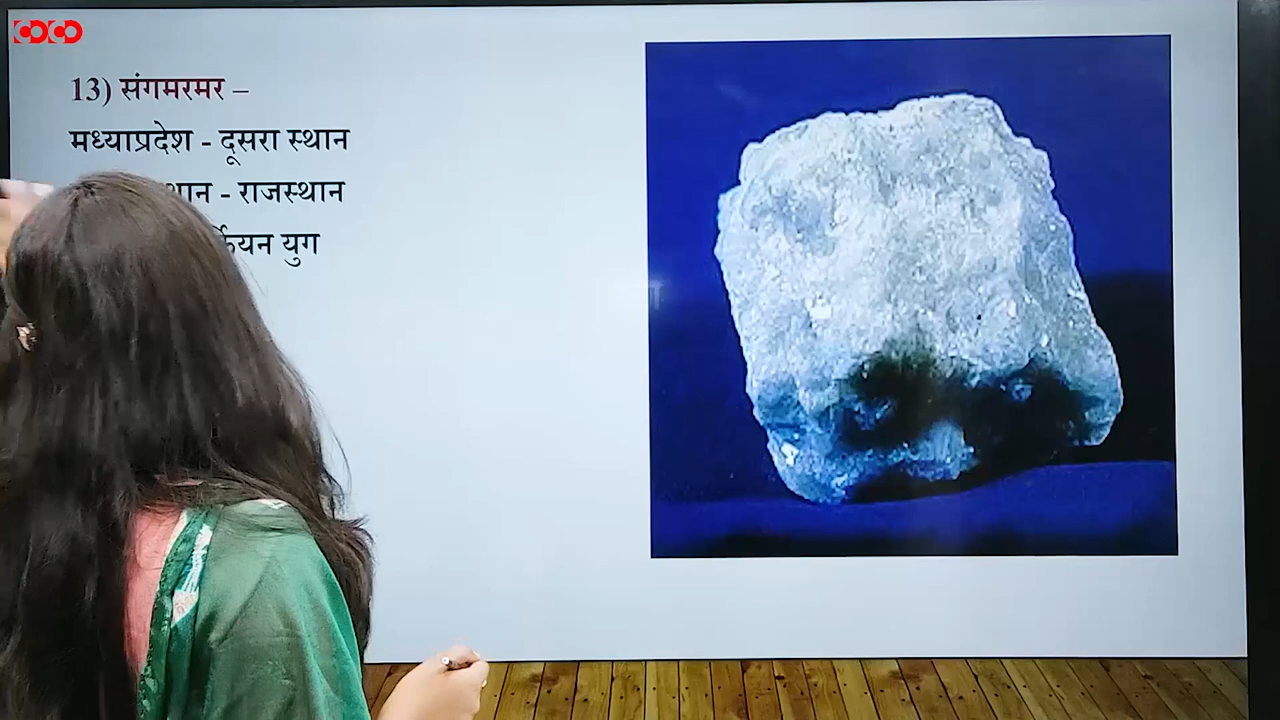 13) संगमरमर –
मध्याप्रदेश - दूसरा स्थान
- राजस्थान
युग